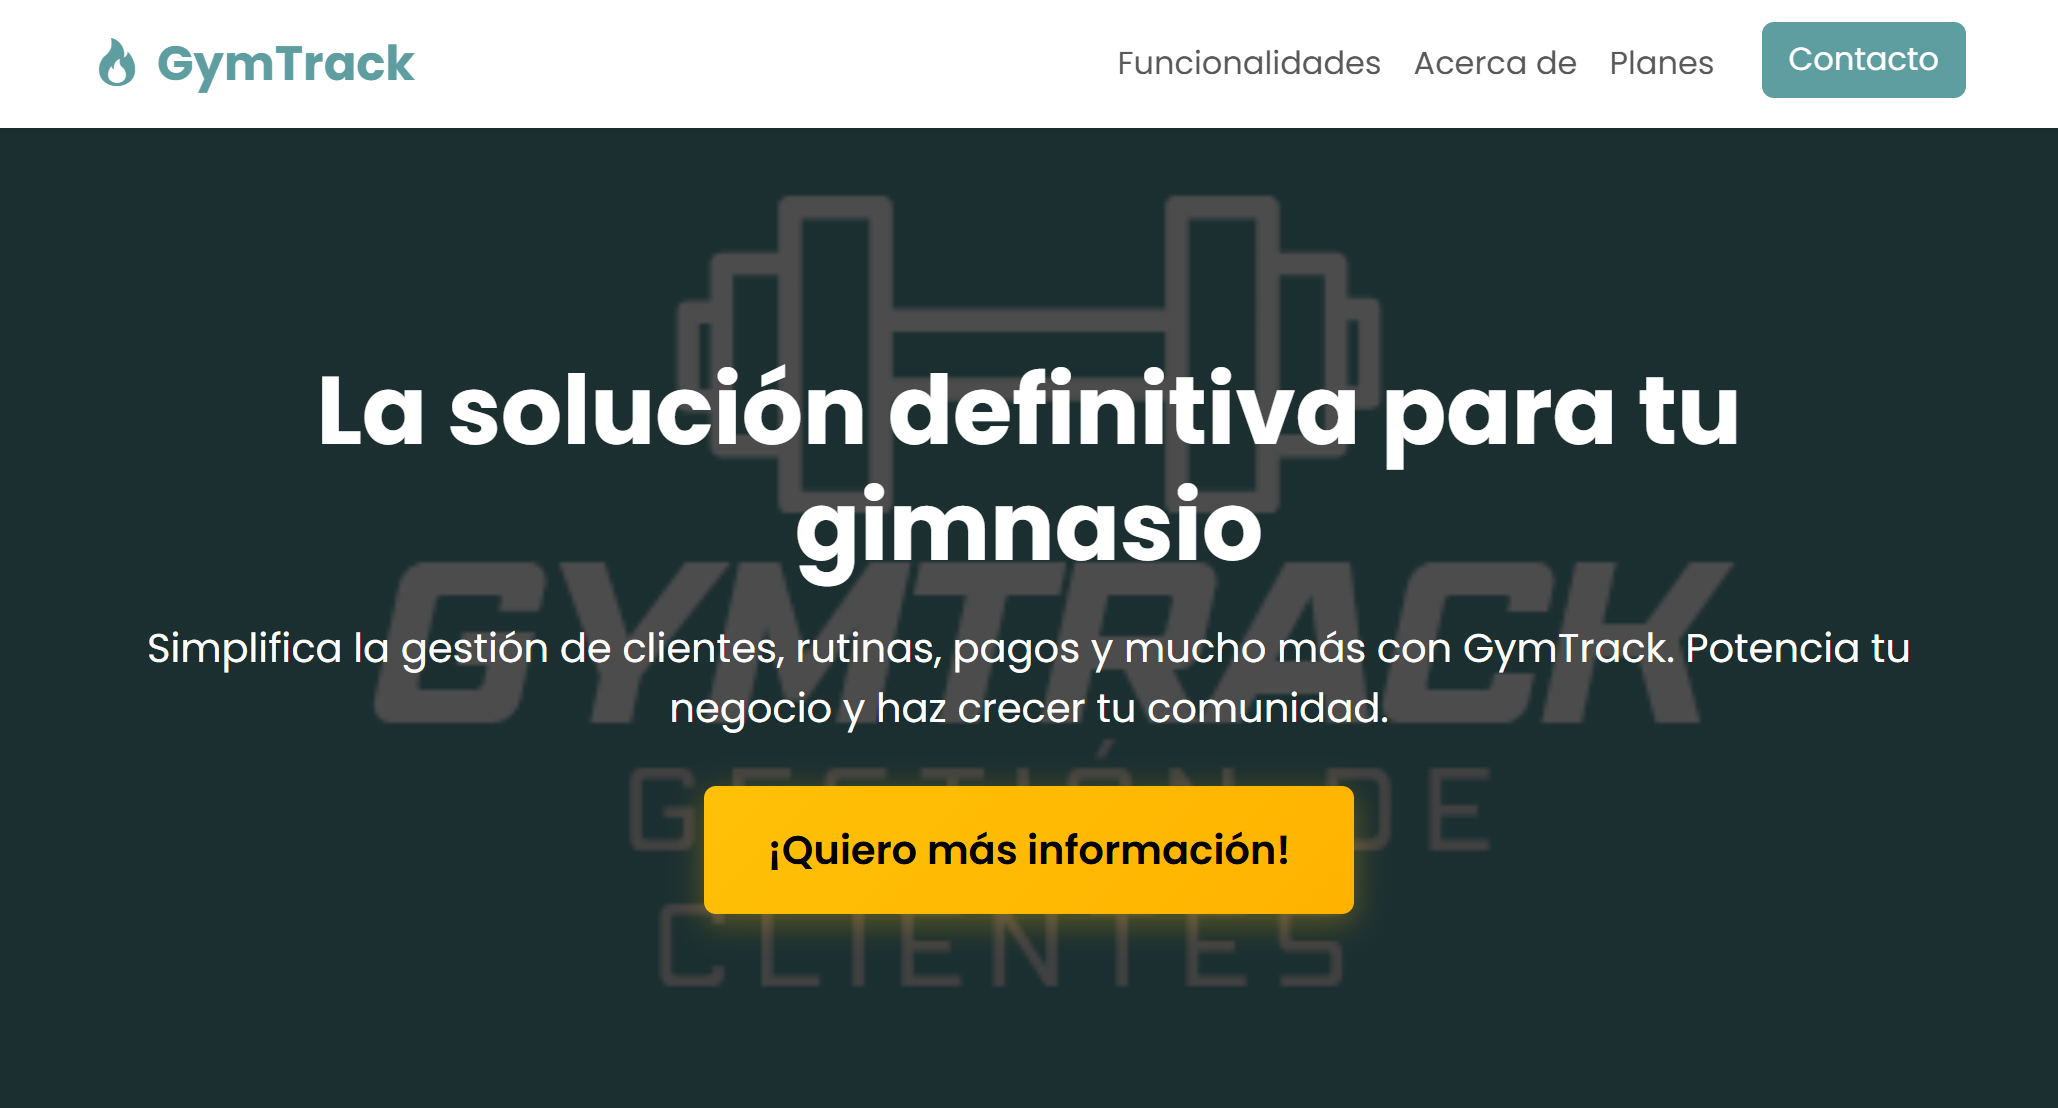 GymTrack
Funcionalidades
Acerca de
Planes
Contacto
La solución definitiva para tu
gimnasio
GYMTRACK
Simplifica la gestión de clientes, rutinas, pagos y mucho más con GymTrack. Potencia tu
negocio y haz crecer tu comunidad.
GESTIÓN DE
¡Quiero más información!
CLIENTES